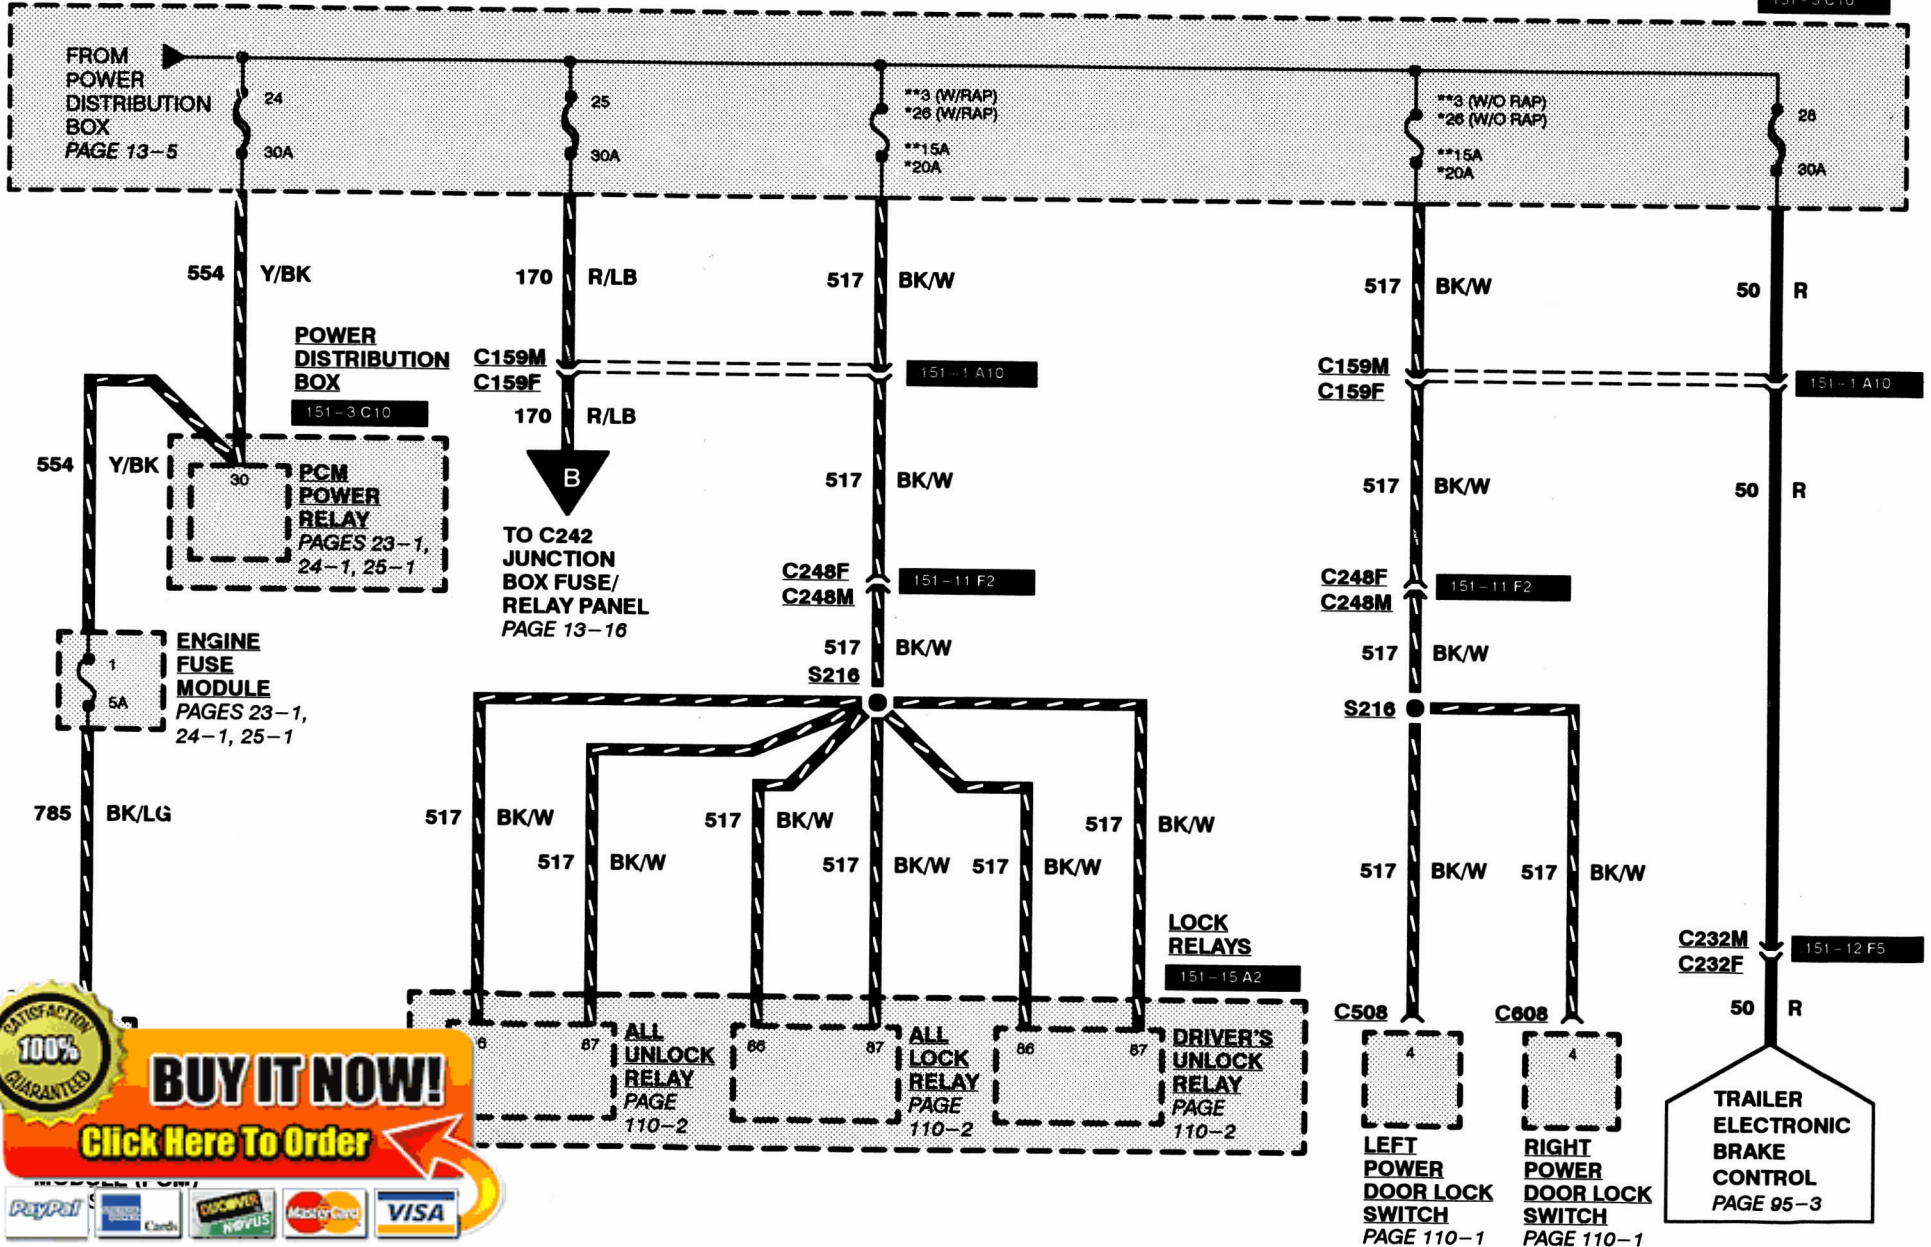 151-3 C10
FROM
POWER
DISTRIBUTION
BOX
PAGE 13-5
24
30A
25
30A
**3 (W/RAP)
*26 (W/RAP)
**15A
*20A
**3 (W/O RAP)
*26 (W/O RAP)
**15A
*20A
28
30A
554 Y/BK
170 R/LB
517 BK/W
517 BK/W
50 R
POWER
DISTRIBUTION
BOX
151-3 C10
C159M
C159F
151-1 A10
C159M
C159F
151-1 A10
170 R/LB
554 Y/BK
30
PCM
POWER
RELAY
PAGES 23-1,
24-1, 25-1
B
TO C242
JUNCTION
BOX FUSE/
RELAY PANEL
PAGE 13-16
517 BK/W
517 BK/W
50 R
C248F
C248M
151-11 F2
C248F
C248M
151-11 F2
1
5A
ENGINE
FUSE
MODULE
PAGES 23-1,
24-1, 25-1
517 BK/W
S216
517 BK/W
S216
785 BK/LG
517 BK/W
517 BK/W
517 BK/W
517 BK/W
517 BK/W
517 BK/W
517 BK/W
517 BK/W
LOCK
RELAYS
151-15 A2
C232M
C232F
151-12 F5
50 R
C508
C608
6
87
ALL
UNLOCK
RELAY
PAGE
110-2
86
87
ALL
LOCK
RELAY
PAGE
110-2
86
87
DRIVER'S
UNLOCK
RELAY
PAGE
110-2
4
LEFT
POWER
DOOR LOCK
SWITCH
PAGE 110-1
4
RIGHT
POWER
DOOR LOCK
SWITCH
PAGE 110-1
TRAILER
ELECTRONIC
BRAKE
CONTROL
PAGE 95-3
SATISFACTION
100%
GUARANTEED
BUY IT NOW!
Click Here To Order
MODULE (PCM)
PayPal
Cards
DISCOVER
NOVUS
MasterCard
VISA